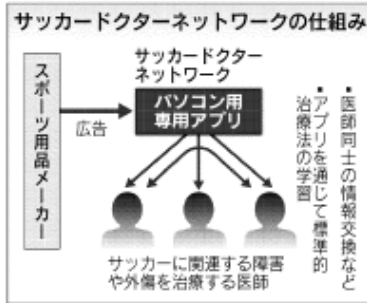 サッカードクターネットワークの仕組み
スポーツ用品メーカー
広告
サッカードクター
ネットワーク
パソコン用
専用アプリ
・医師同士の情報交換など
・アプリを通じて標準的
治療法の学習
サッカーに関連する障害
や外傷を治療する医師